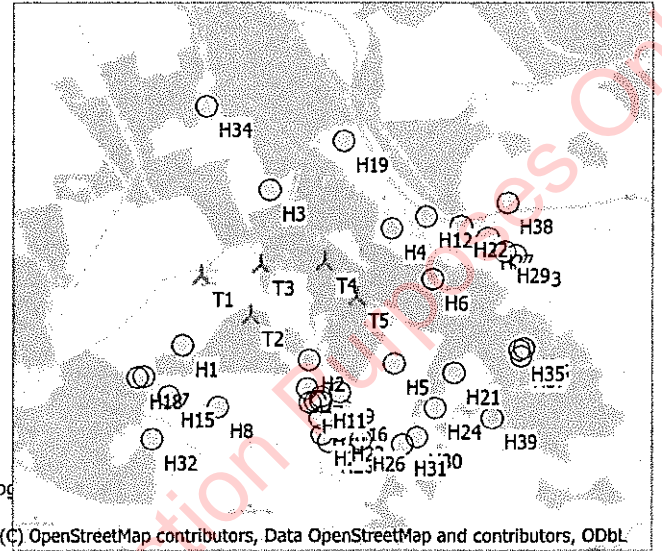 H34
H19
H3
H38
H12
H4
H22
H29
T3
T4
T1
H6
T5
T2
H1
H2
H5
H35
H18
H21
H15
H8
H11
H24
H39
H32
H26
H31
(C) OpenStreetMap contributors, Data OpenStreetMap and contributors, ODbL
Purposes